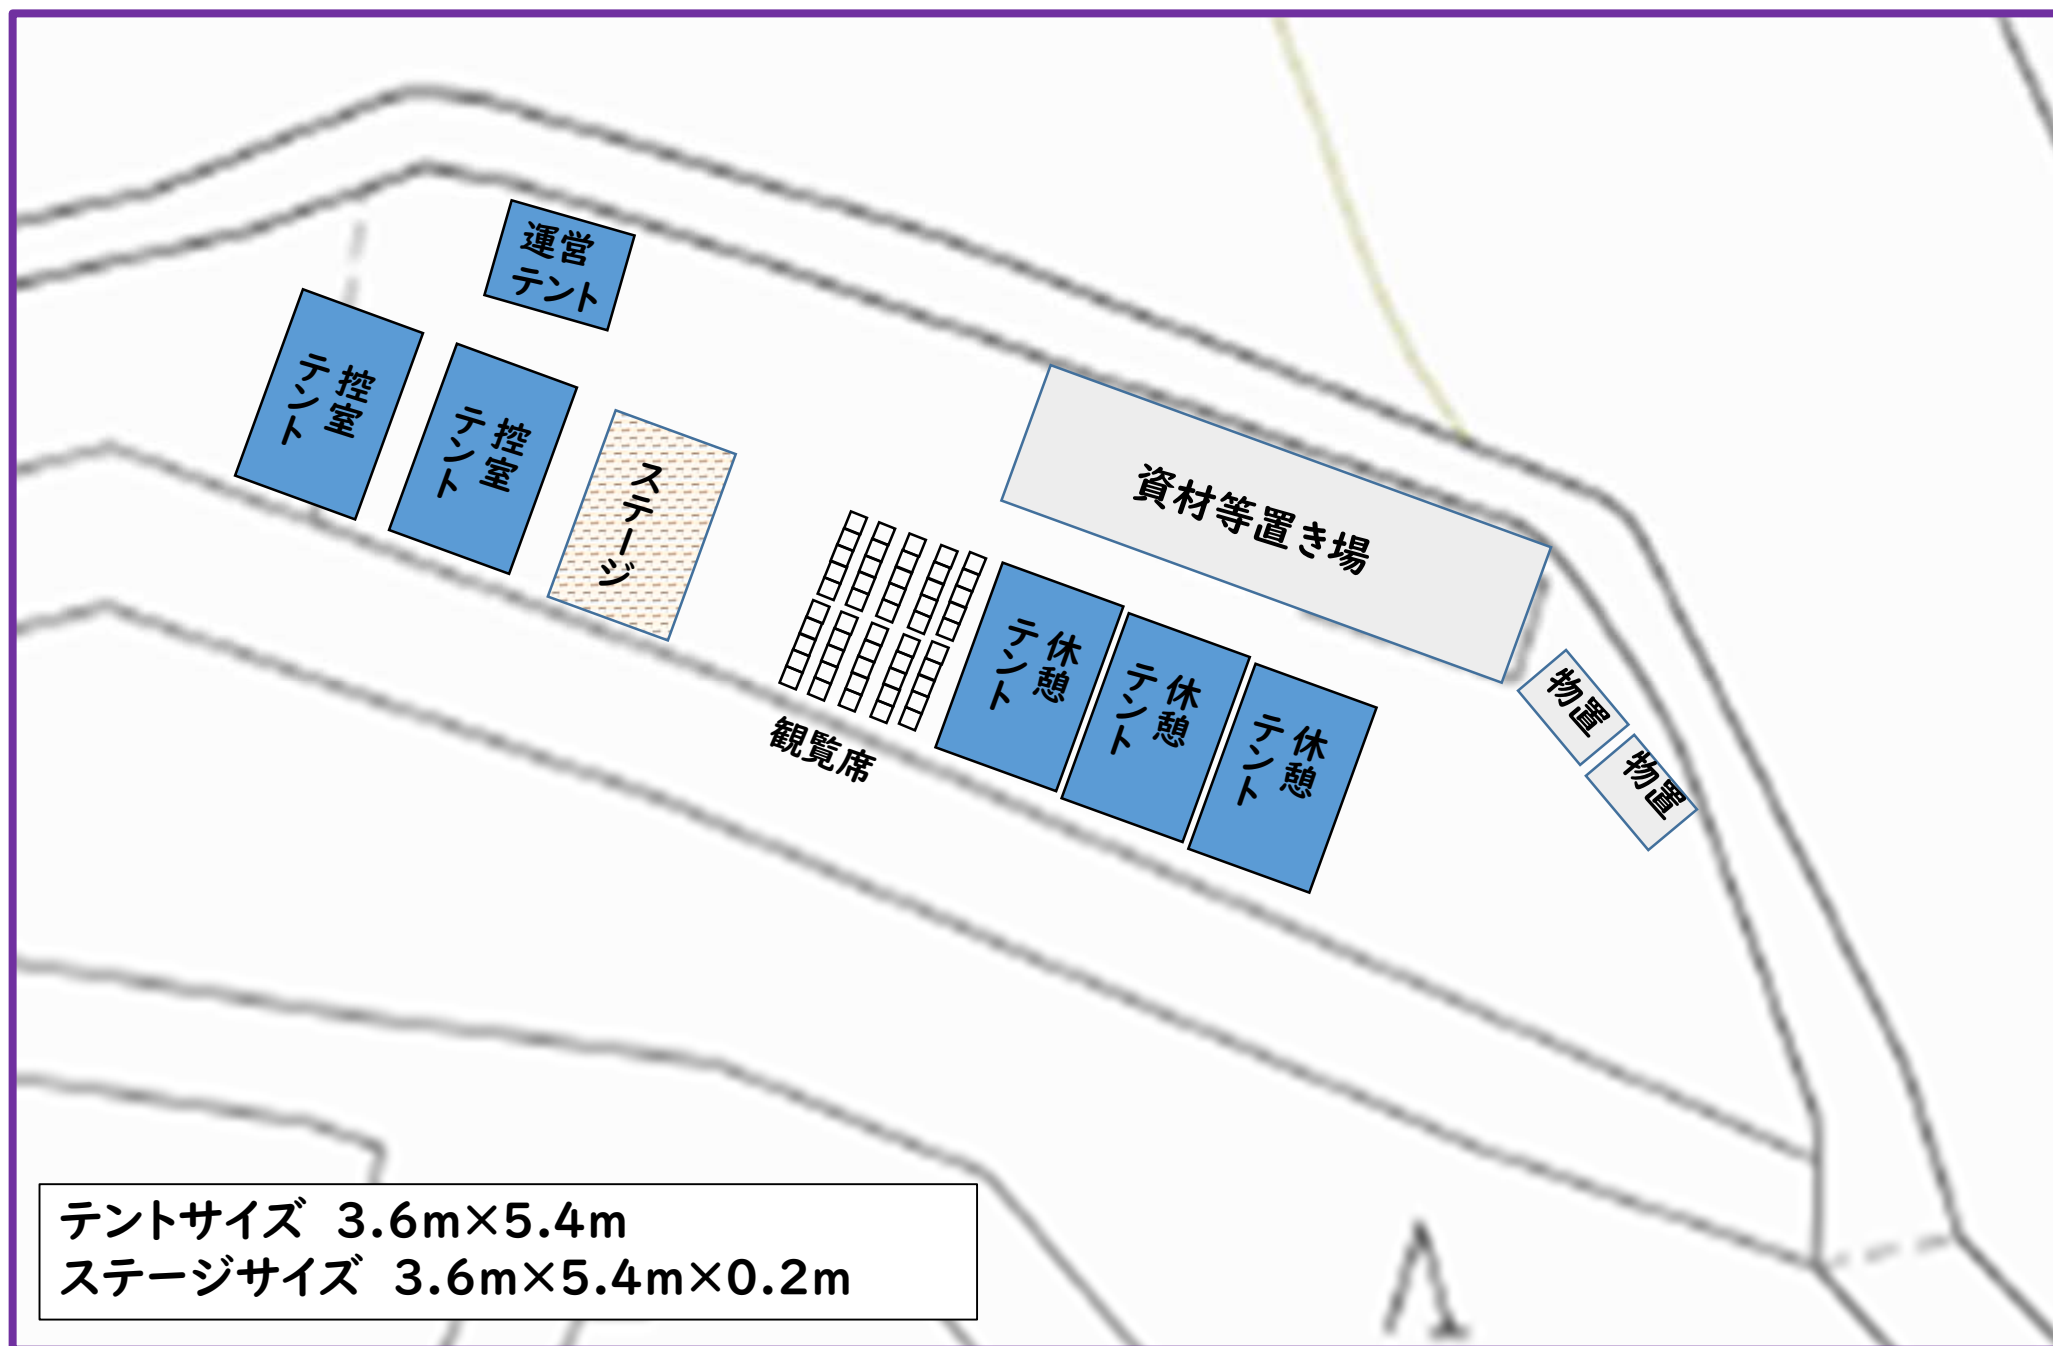 運営
テント
控室
テント
控室
テント
ステージ
資材等置き場
休憩
テント
休憩
テント
休憩
テント
物置
物置
観覧席
テントサイズ 3.6m×5.4m
ステージサイズ 3.6m×5.4m×0.2m